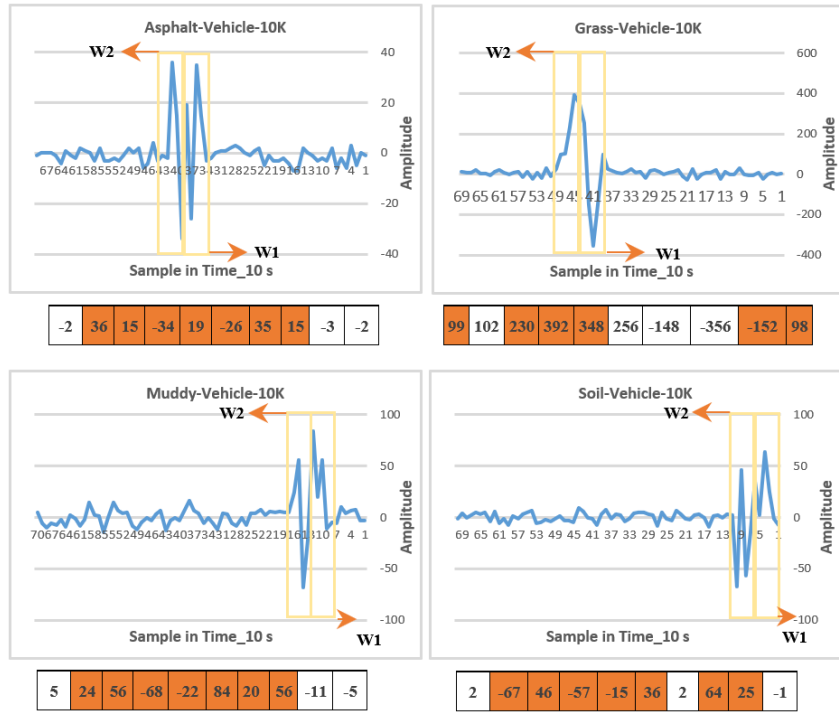 Asphalt-Vehicle-10K
W2
40
20
0
-20
-40
Amplitude
W1
Sample in Time_10 s
-2 36 15 -34 19 -26 35 15 -3 -2
Grass-Vehicle-10K
W2
600
400
200
0
-200
-400
Amplitude
69 65 61 57 53 49 45 41 37 33 29 25 21 17 13 9 5 1
W1
Sample in Time_10 s
99 102 230 392 348 256 -148 -356 -152 98
Muddy-Vehicle-10K
W2
100
50
0
-50
-100
Amplitude
W1
Sample in Time_10 s
5 24 56 -68 -22 84 20 56 -11 -5
Soil-Vehicle-10K
W2
100
50
0
-50
-100
Amplitude
69 65 61 57 53 49 45 41 37 33 29 25 21 17 13 9 5 1
W1
Sample in Time_10 s
2 -67 46 -57 -15 36 2 64 25 -1